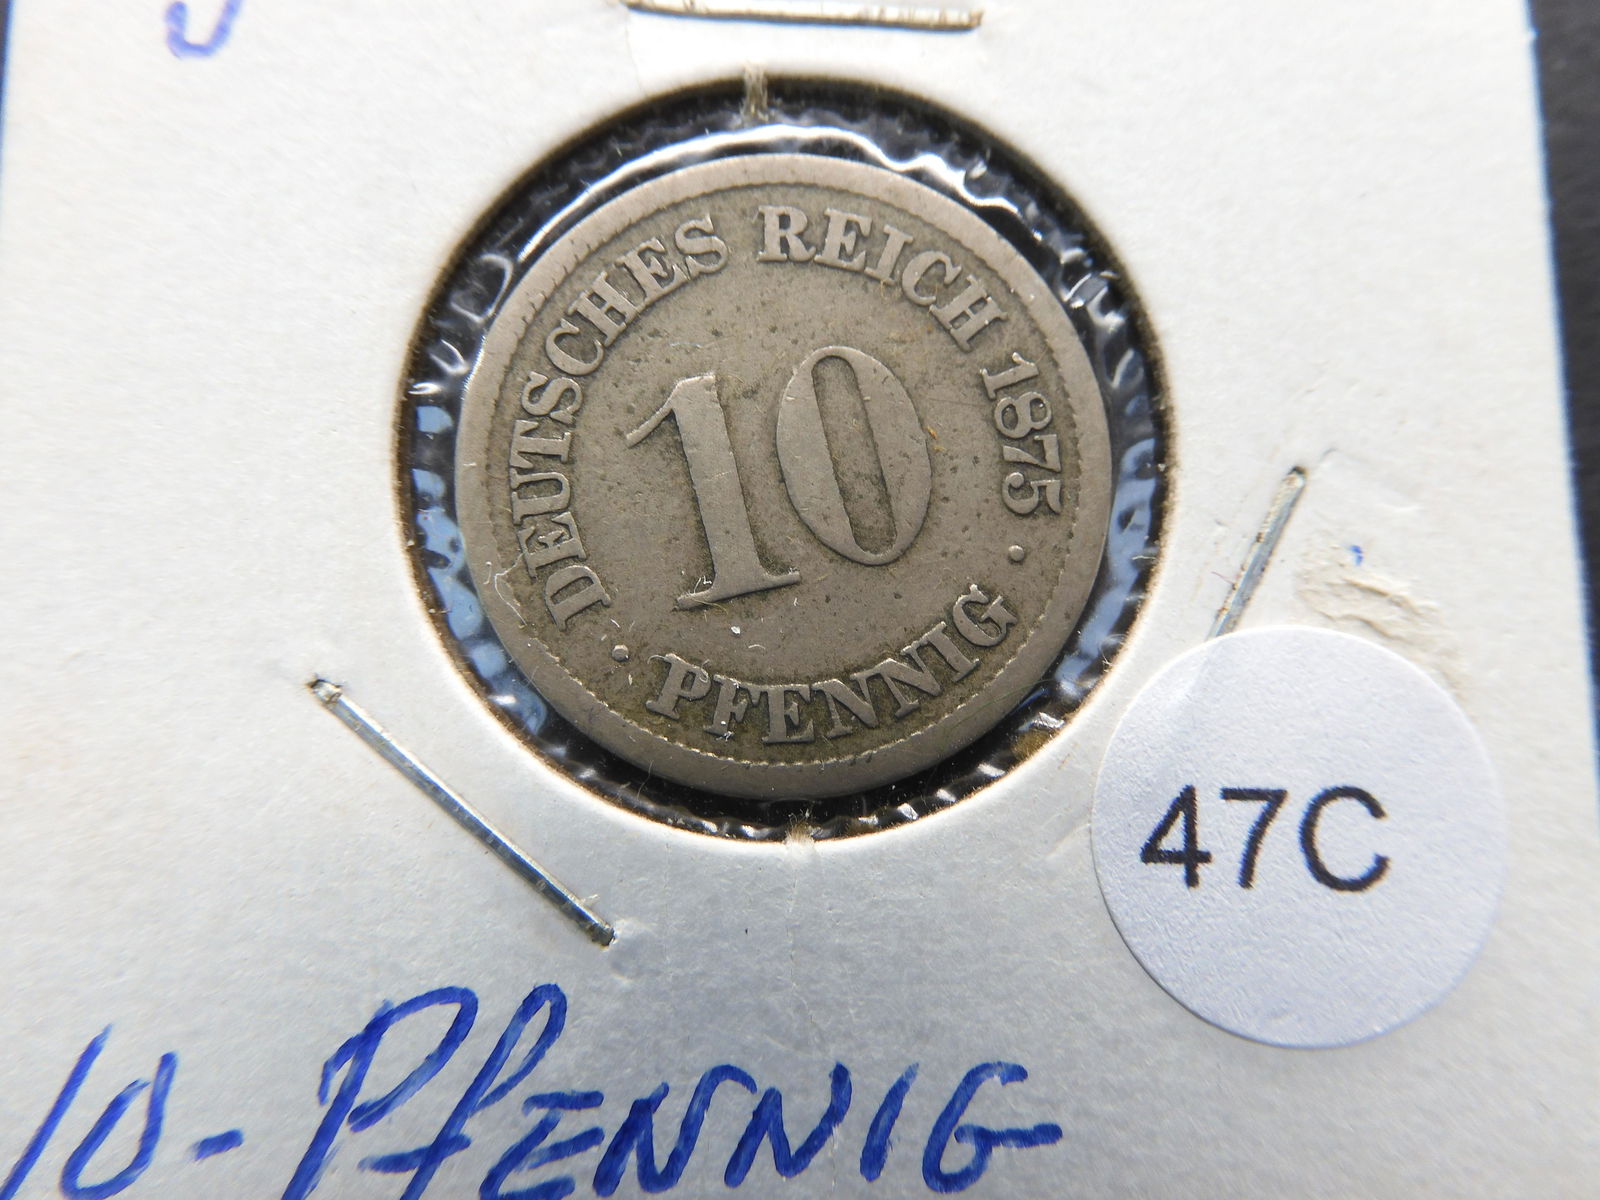 DEUTSCHES REICH 1875
10
· PFENNIG ·
47C
10-PFENNIG